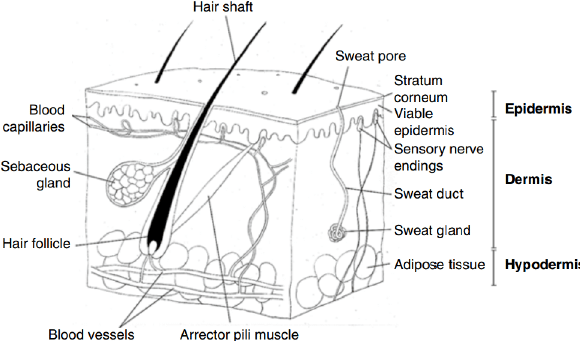 Hair shaft
Sweat pore
Stratum
corneum
Viable
epidermis
Sensory nerve
endings
Sweat duct
Sweat gland
Adipose tissue
Epidermis
Dermis
Hypodermis
Blood
capillaries
Sebaceous
gland
Hair follicle
Blood vessels
Arrector pili muscle